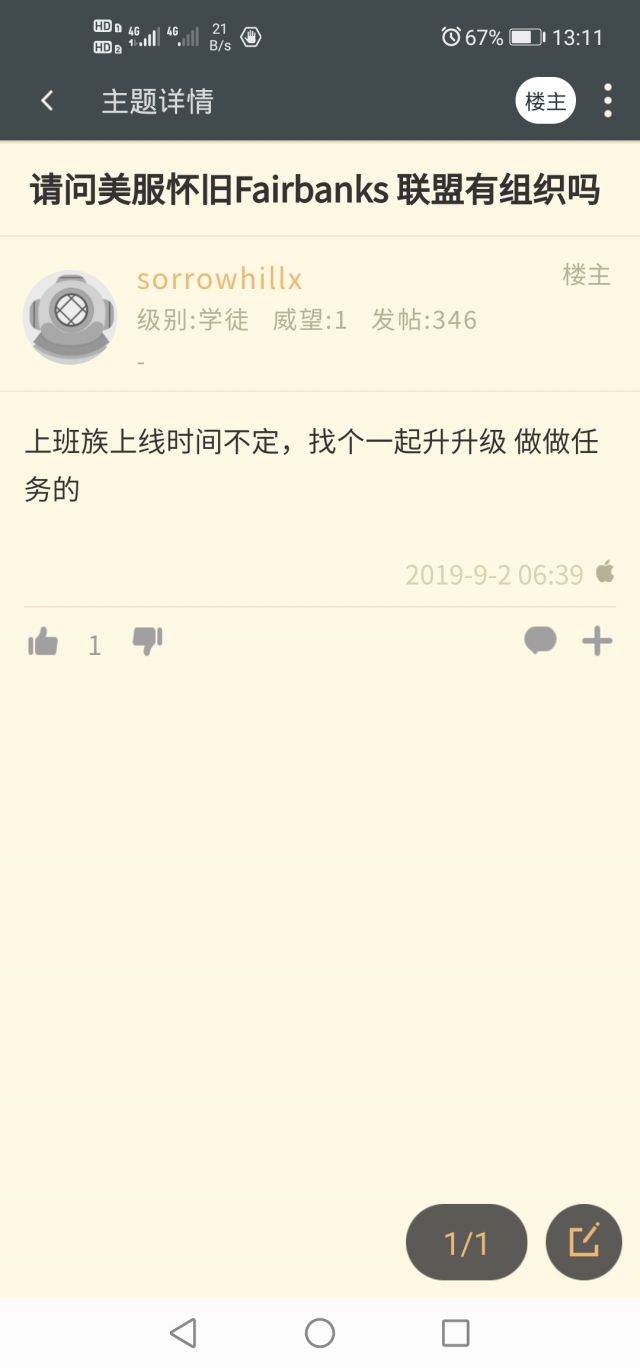 HD 1 4G 4G 21 67% 13:11
HD 2 B/s
主题详情 楼主
请问美服怀旧Fairbanks 联盟有组织吗
sorrowhillx 楼主
级别:学徒 威望:1 发帖:346
-
上班族上线时间不定，找个一起升升级 做做任
务的
2019-9-2 06:39
1
1/1